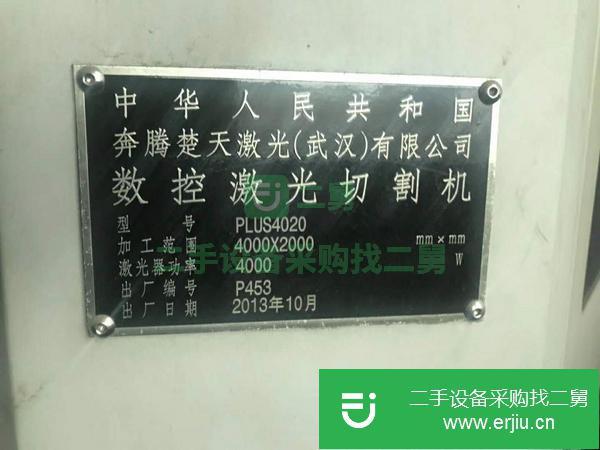 中华人民共和国
奔腾楚天激光(武汉)有限公司
数控激光切割机
二舅
型号 PLUS4020
加工范围 4000X2000 mm×mm
二手设备采购找二舅
激光器功率 4000 W
出厂编号 P453
出厂日期 2013年10月
二手设备采购找二舅
www.erjiu.cn